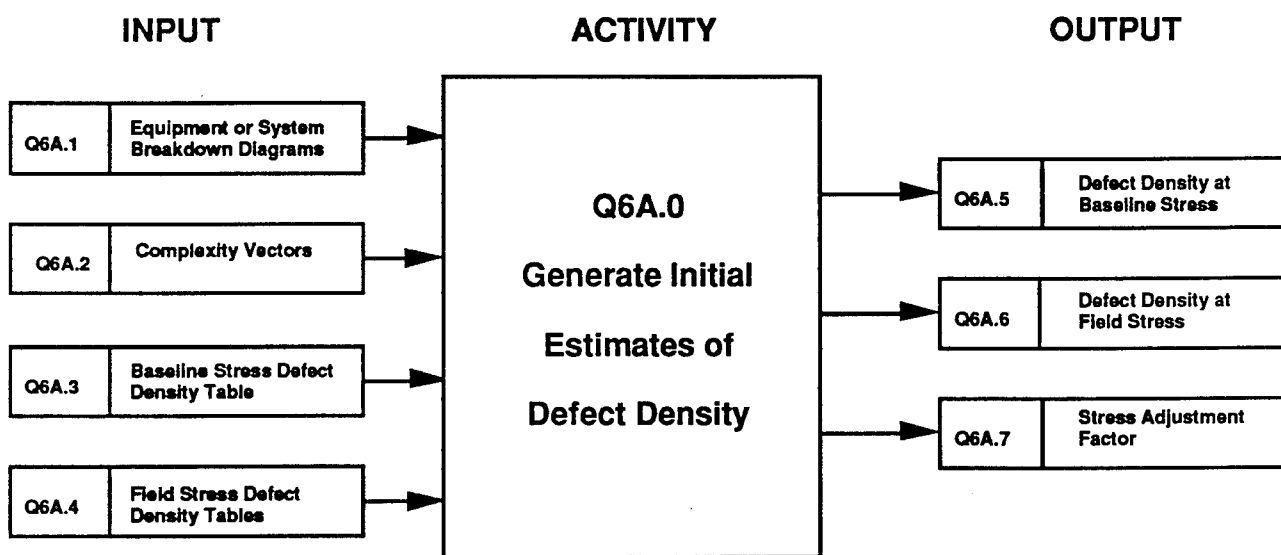 INPUT
ACTIVITY
OUTPUT
Q6A.1
Equipment or System
Breakdown Diagrams
Q6A.2
Complexity Vectors
Q6A.3
Baseline Stress Defect
Density Table
Q6A.4
Field Stress Defect
Density Tables
Q6A.0
Generate Initial
Estimates of
Defect Density
Q6A.5
Defect Density at
Baseline Stress
Q6A.6
Defect Density at
Field Stress
Q6A.7
Stress Adjustment
Factor